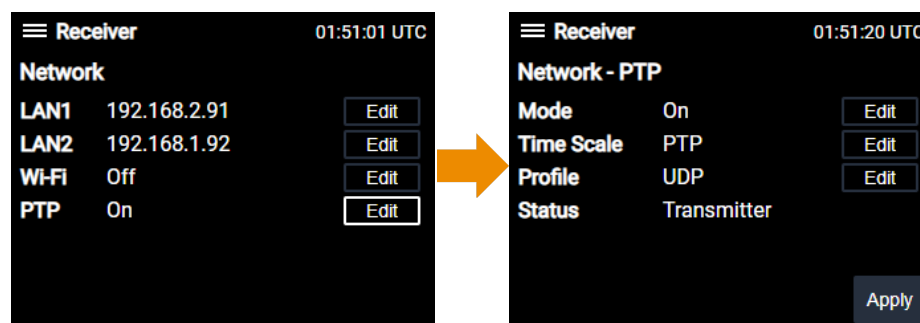 Receiver 01:51:01 UTC
Network
LAN1 192.168.2.91 Edit
LAN2 192.168.1.92 Edit
Wi-Fi Off Edit
PTP On Edit
Receiver 01:51:20 UTC
Network - PTP
Mode On Edit
Time Scale PTP Edit
Profile UDP Edit
Status Transmitter
Apply